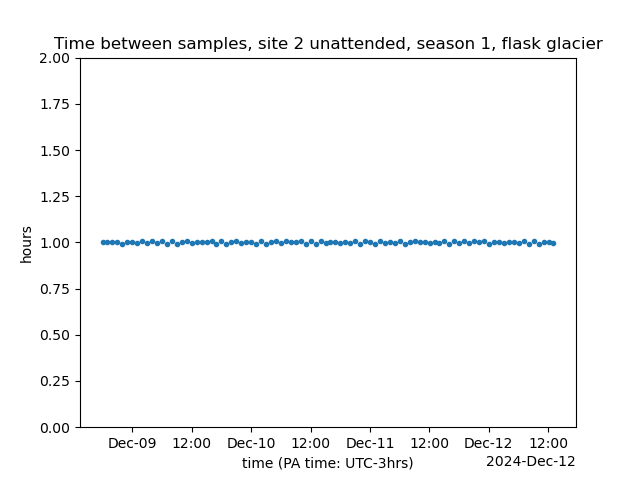 Time between samples, site 2 unattended, season 1, flask glacier
2.00
1.75
1.50
1.25
1.00
0.75
0.50
0.25
0.00
hours
Dec-09 12:00 Dec-10 12:00 Dec-11 12:00 Dec-12 12:00
time (PA time: UTC-3hrs)
2024-Dec-12